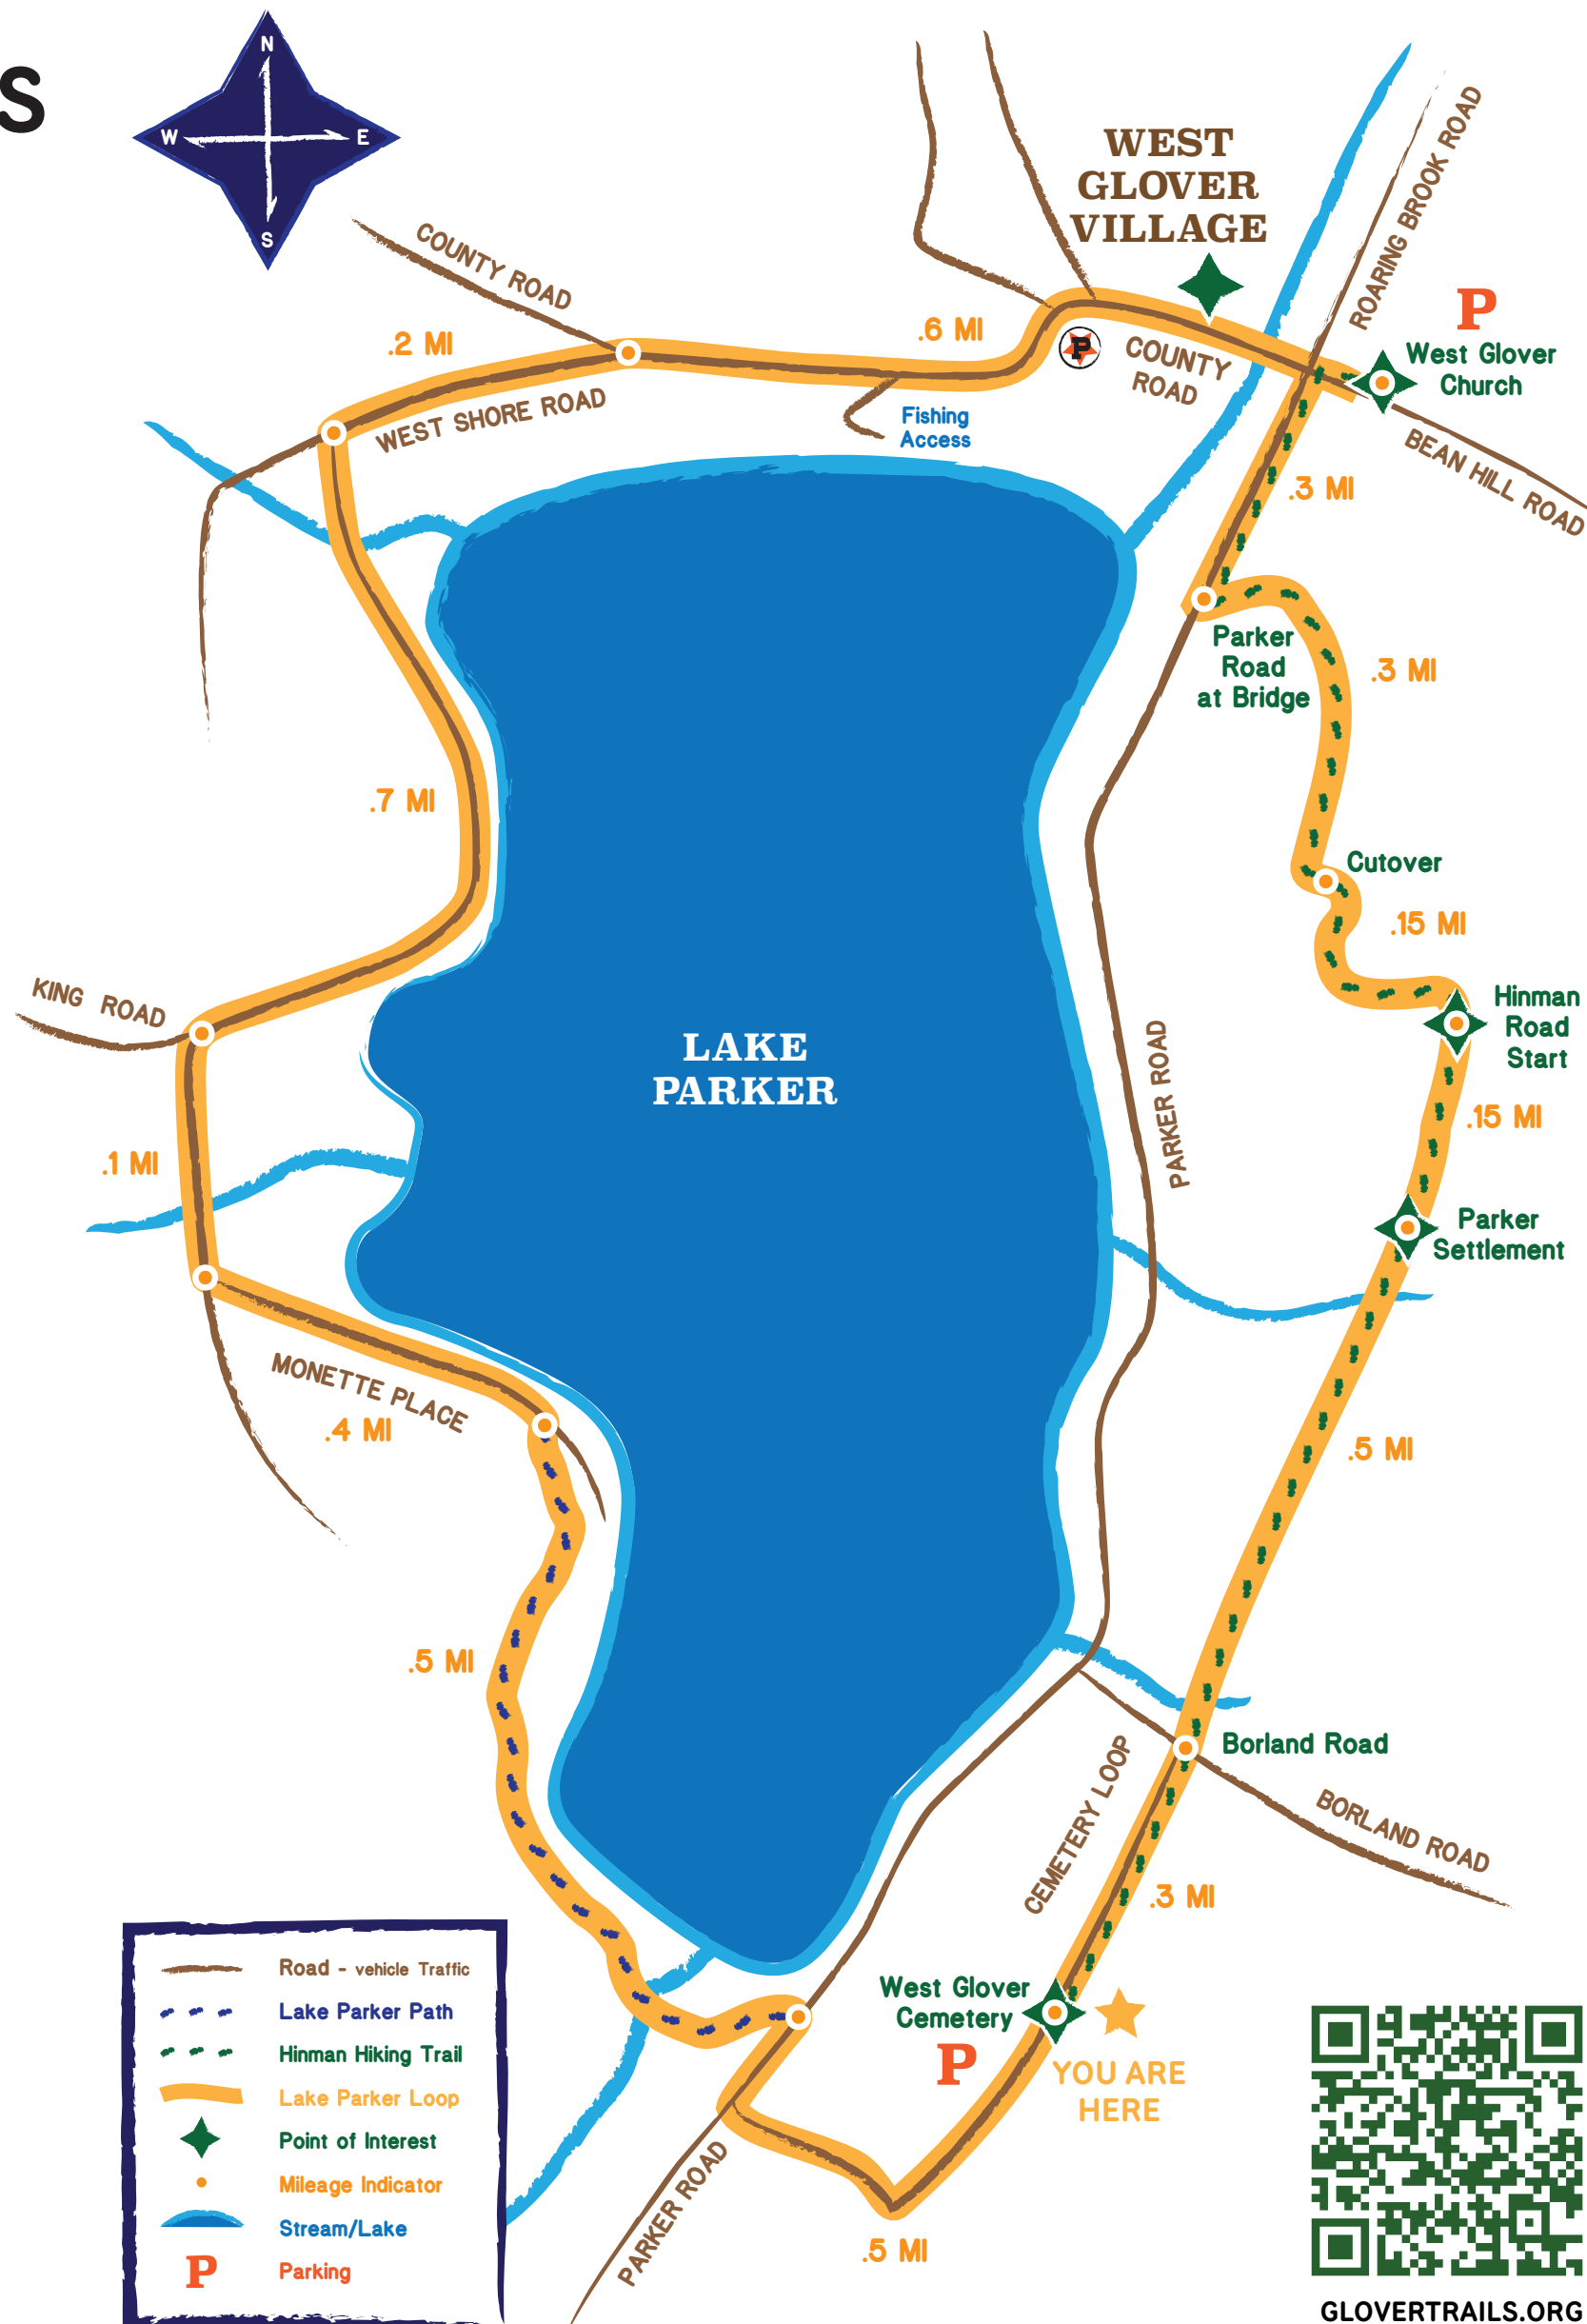 S
N
W
E
S
WEST
GLOVER
VILLAGE
ROARING BROOK ROAD
COUNTY ROAD
P
.2 MI
.6 MI
P
COUNTY
ROAD
West Glover
Church
WEST SHORE ROAD
Fishing
Access
BEAN HILL ROAD
.3 MI
Parker
Road
at Bridge
.3 MI
.7 MI
Cutover
.15 MI
KING ROAD
Hinman
Road
Start
LAKE
PARKER
PARKER ROAD
.15 MI
.1 MI
Parker
Settlement
MONETTE PLACE
.4 MI
.5 MI
.5 MI
Borland Road
CEMETERY LOOP
BORLAND ROAD
.3 MI
West Glover
Cemetery
P
YOU ARE
HERE
PARKER ROAD
.5 MI
Road - vehicle Traffic
Lake Parker Path
Hinman Hiking Trail
Lake Parker Loop
Point of Interest
Mileage Indicator
Stream/Lake
P Parking
GLOVERTRAILS.ORG